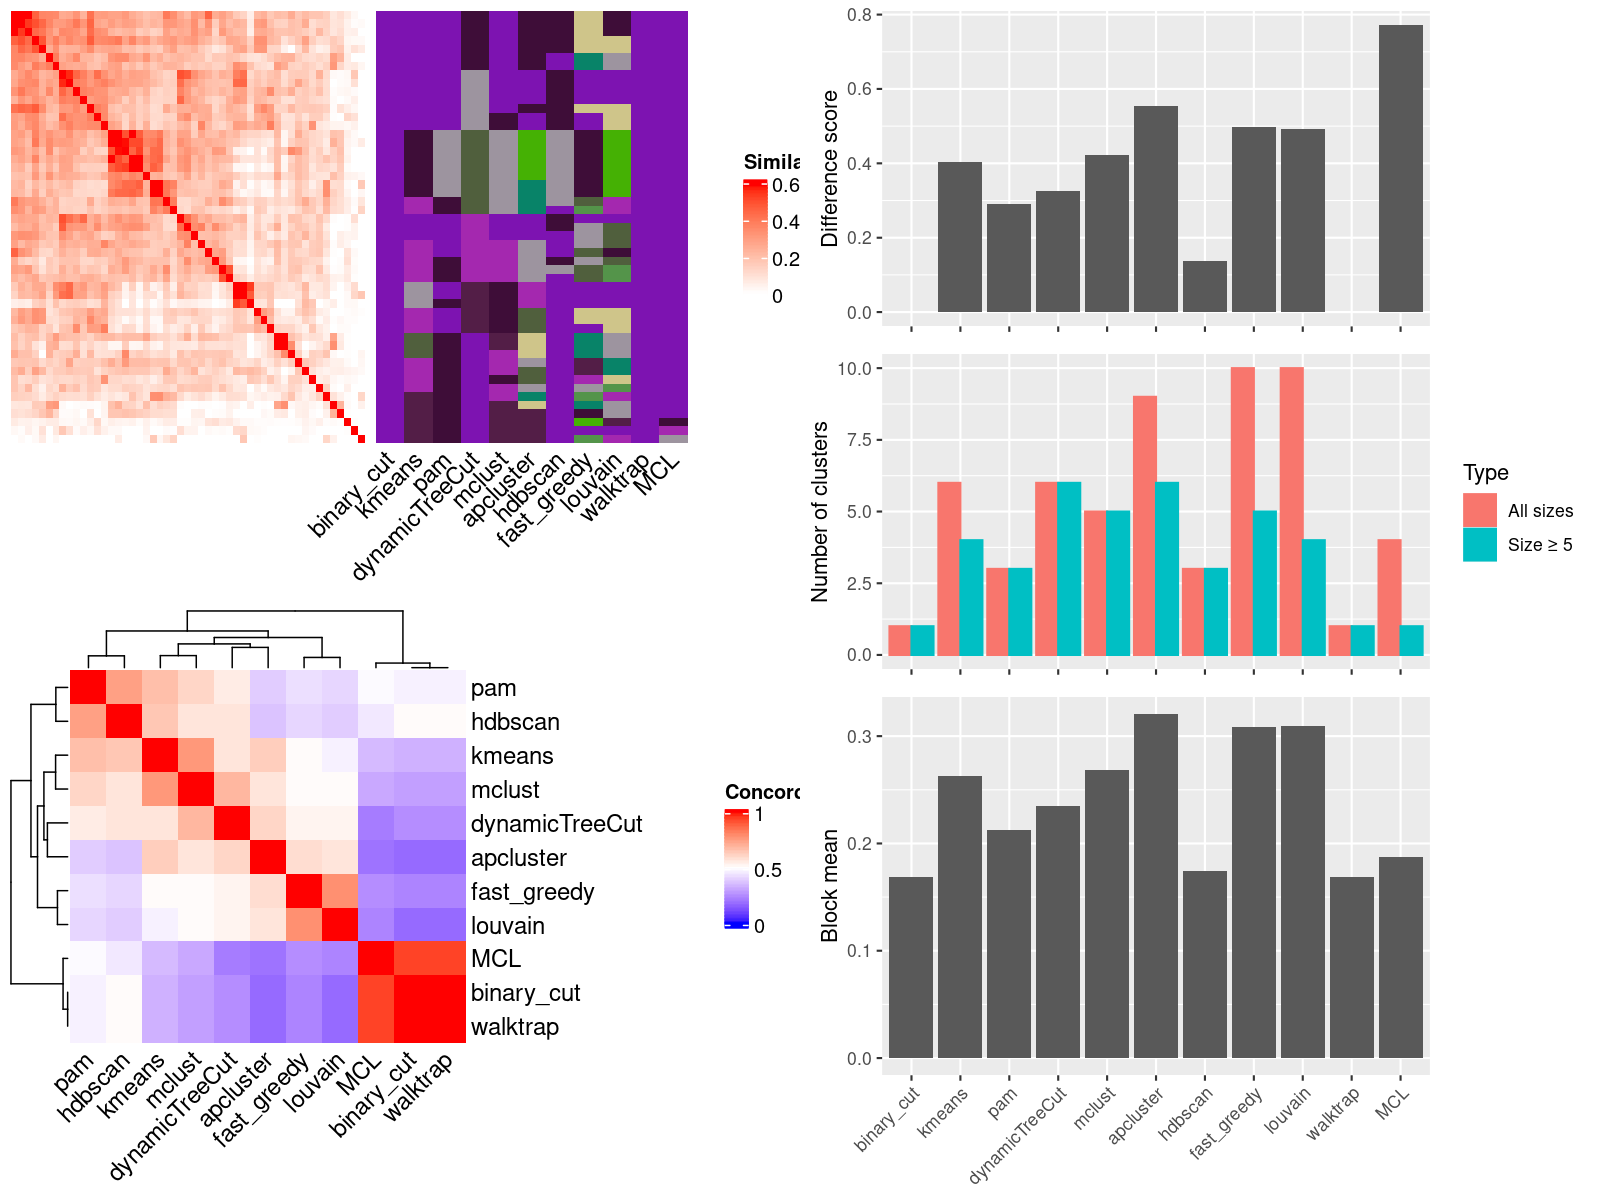 Simila
0.6
0.4
0.2
0
binary_cut
kmeans
pam
dynamicTreeCut
mclust
apcluster
hdbscan
fast_greedy
louvain
walktrap
MCL
pam
hdbscan
kmeans
mclust
dynamicTreeCut
apcluster
fast_greedy
louvain
MCL
binary_cut
walktrap
pam
hdbscan
kmeans
mclust
dynamicTreeCut
apcluster
fast_greedy
louvain
MCL
binary_cut
walktrap
Concord
1
0.5
0
Difference score
0.8
0.6
0.4
0.2
0.0
Number of clusters
10.0
7.5
5.0
2.5
0.0
Type
All sizes
Size ≥ 5
Block mean
0.3
0.2
0.1
0.0
binary_cut
kmeans
pam
dynamicTreeCut
mclust
apcluster
hdbscan
fast_greedy
louvain
walktrap
MCL